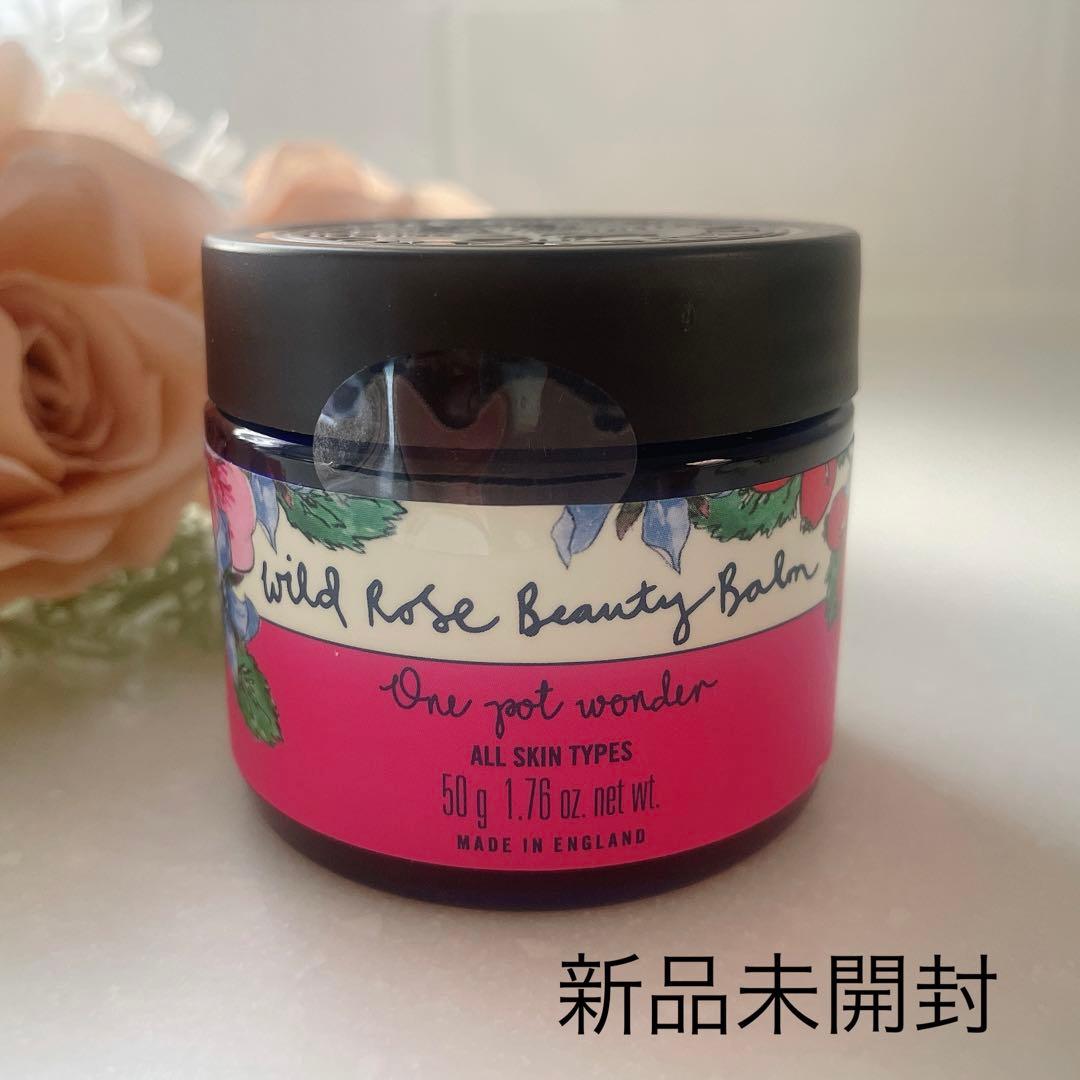 Wild Rose Beauty Balm
One pot wonder
ALL SKIN TYPES
50 g 1.76 oz. net wt.
MADE IN ENGLAND
新品未開封